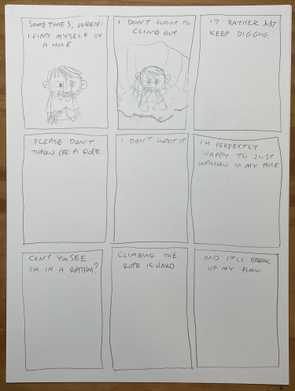 SOMETIMES, WHEN
I FIND MYSELF IN
A HOLE
I DON'T WANT TO
CLIMB OUT
I'D RATHER JUST
KEEP DIGGING
PLEASE DON'T
THROW ME A ROPE
I DON'T WANT IT
I'M PERFECTLY
HAPPY TO JUST
WALLOW IN MY HOLE
CAN'T YOU SEE
I'M IN A RHYTHM?
CLIMBING THE
ROPE IS HARD
AND IT'LL BREAK
UP MY FLOW